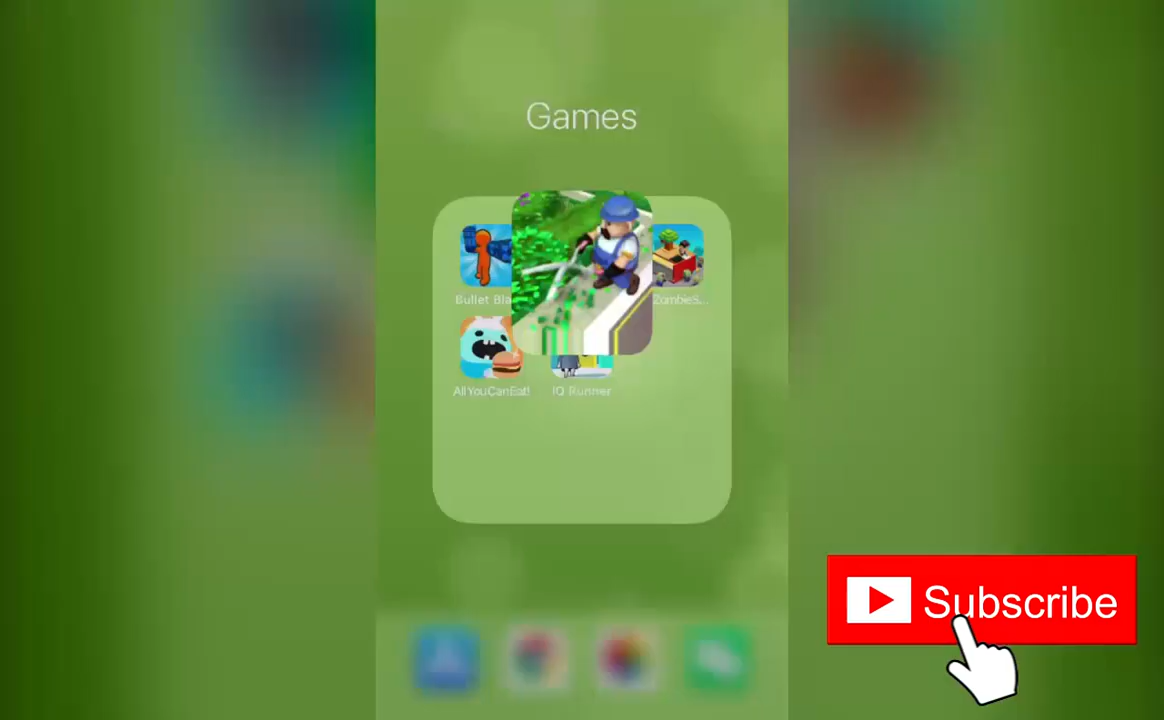 Games
Bullet Bla
ZombieS...
AllYouCanEat!
IQ Runner
Subscribe